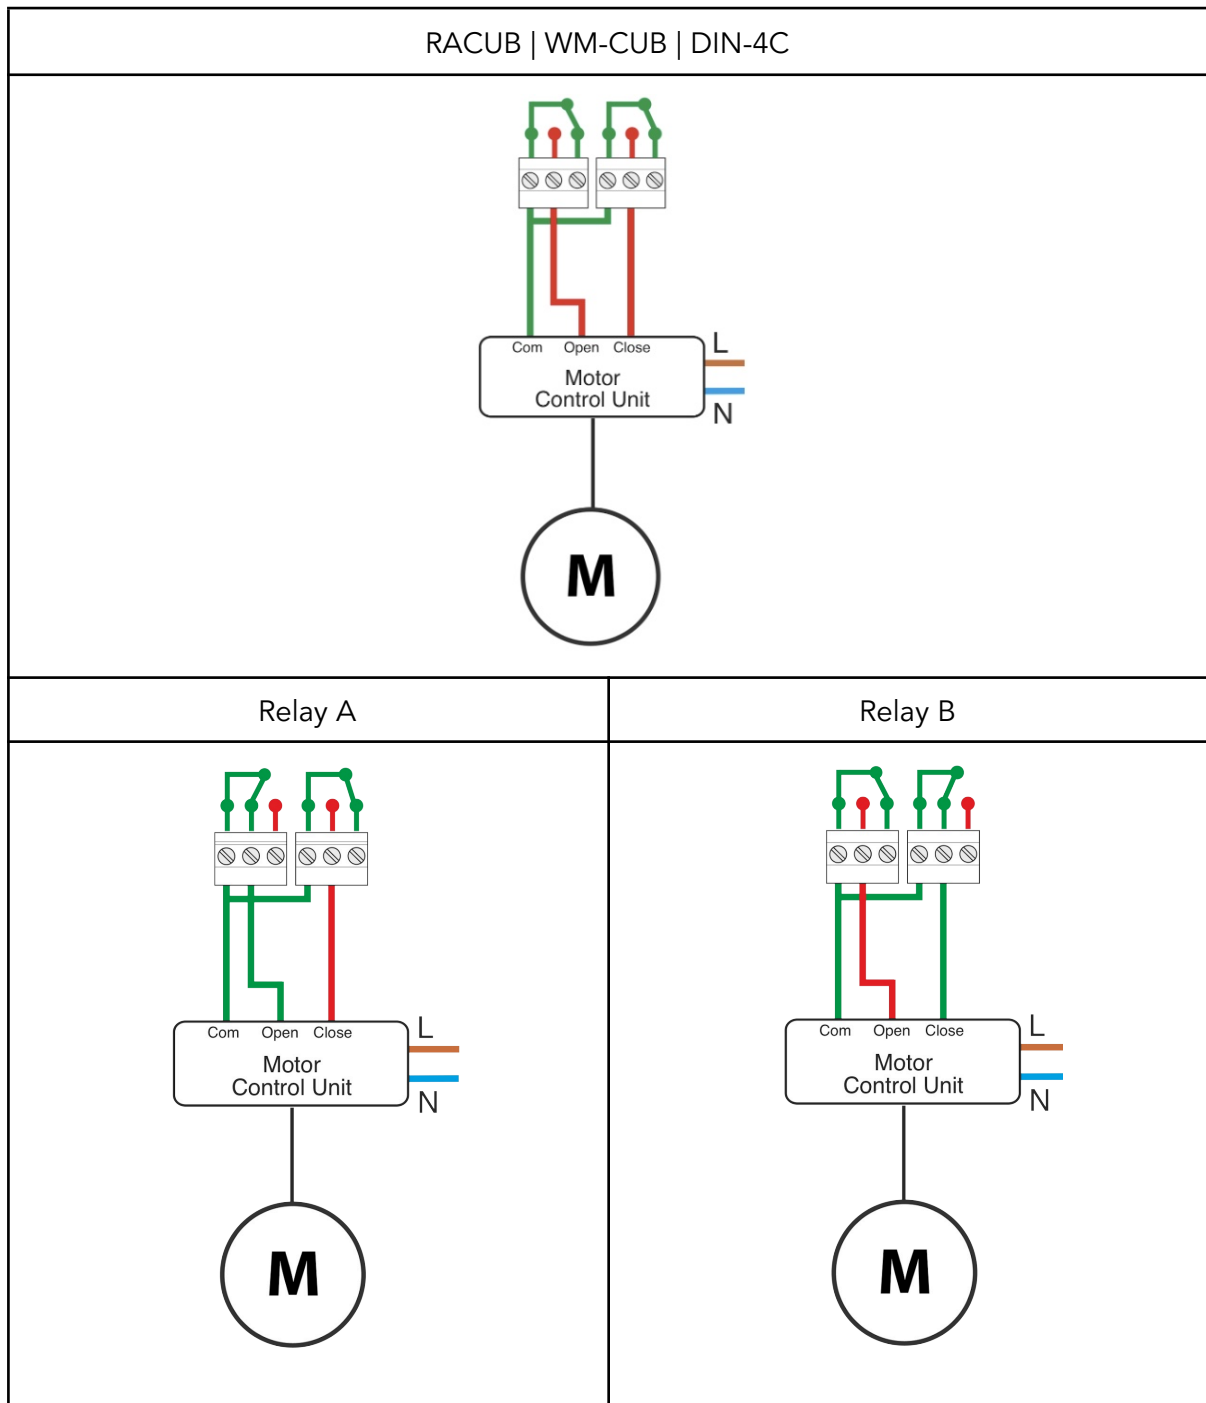 RACUB | WM-CUB | DIN-4C
Com Open Close
L
Motor
Control Unit
N
M
Relay A
Relay B
Com Open Close
L
Motor
Control Unit
N
M
Com Open Close
L
Motor
Control Unit
N
M